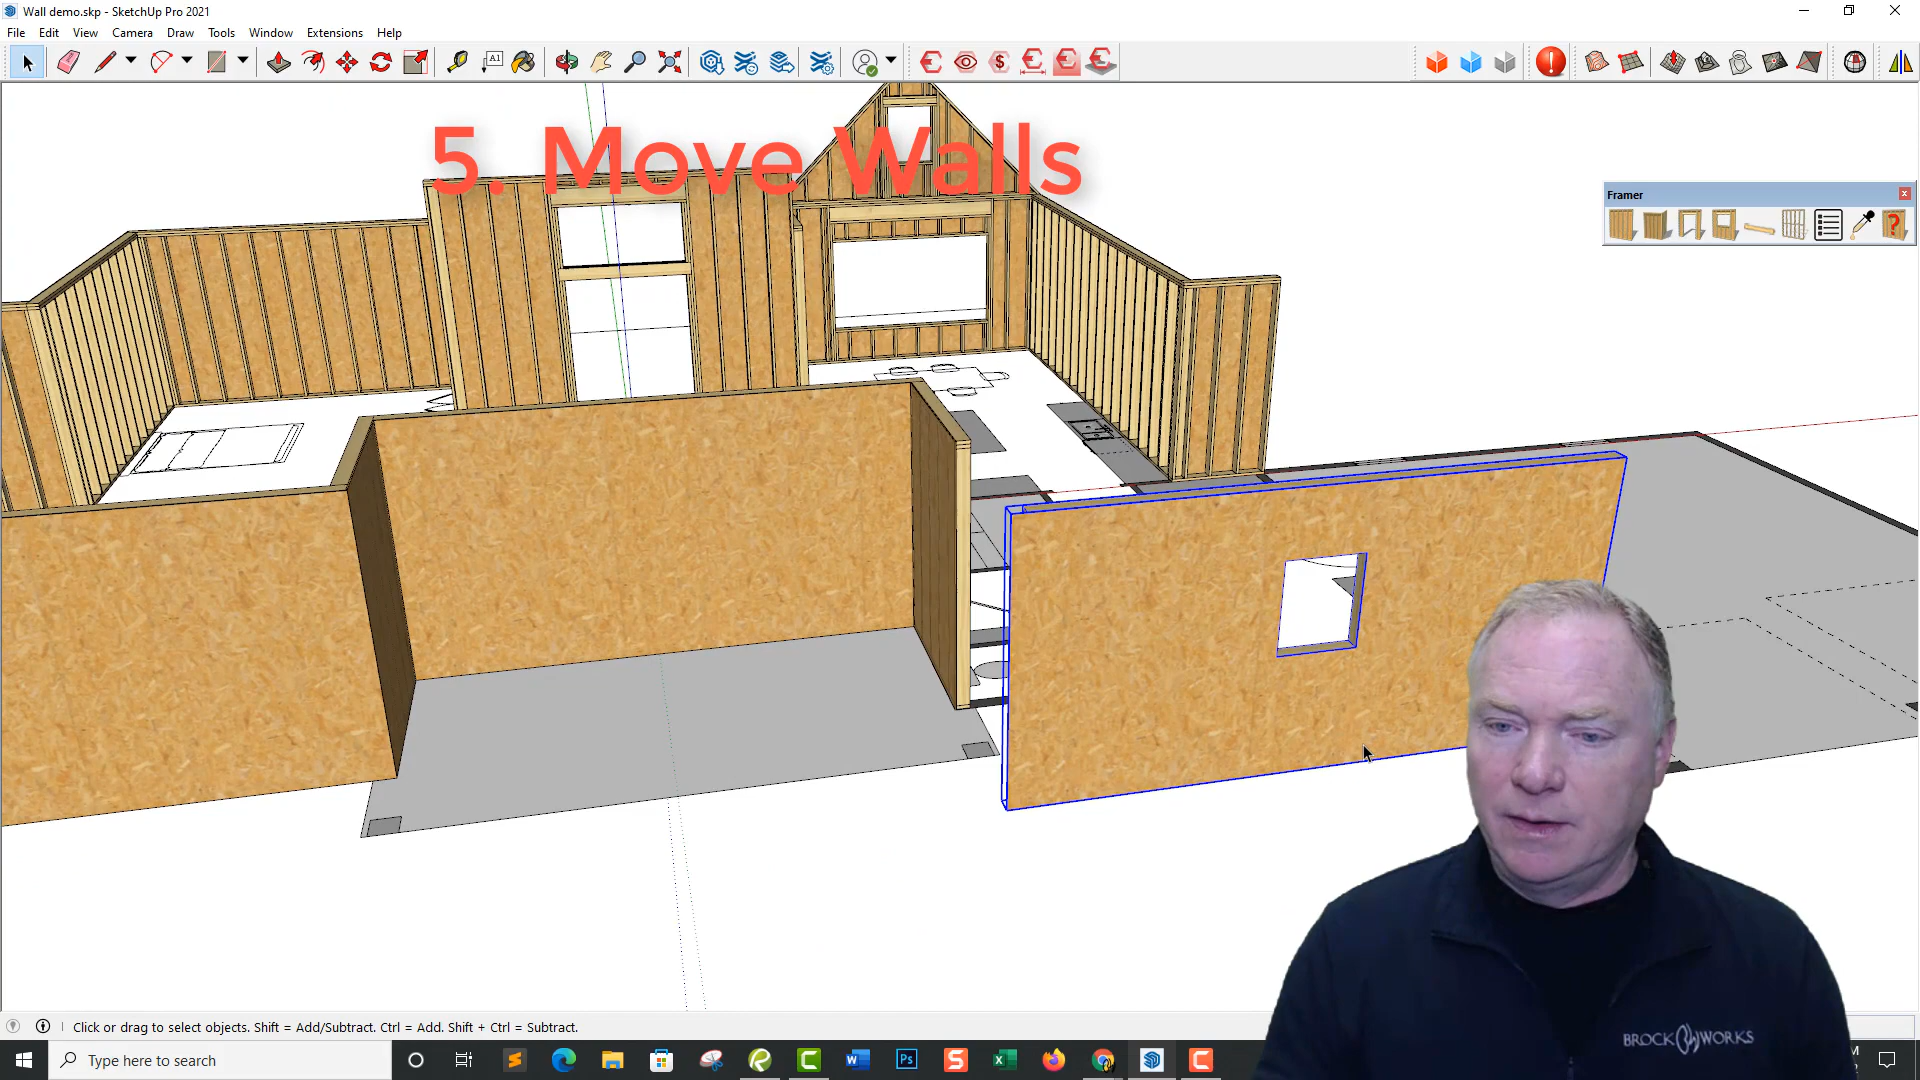 Wall demo.skp - SketchUp Pro 2021
File Edit View Camera Draw Tools Window Extensions Help
A1
5. Move Walls
Framer
Click or drag to select objects. Shift = Add/Subtract. Ctrl = Add. Shift + Ctrl = Subtract.
BROCK WORKS
Type here to search